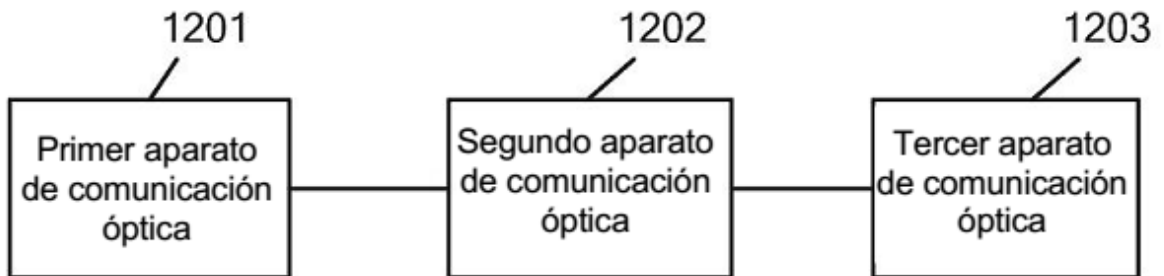 1201
1202
1203
Primer aparato
de comunicación
óptica
Segundo aparato
de comunicación
óptica
Tercer aparato
de comunicación
óptica